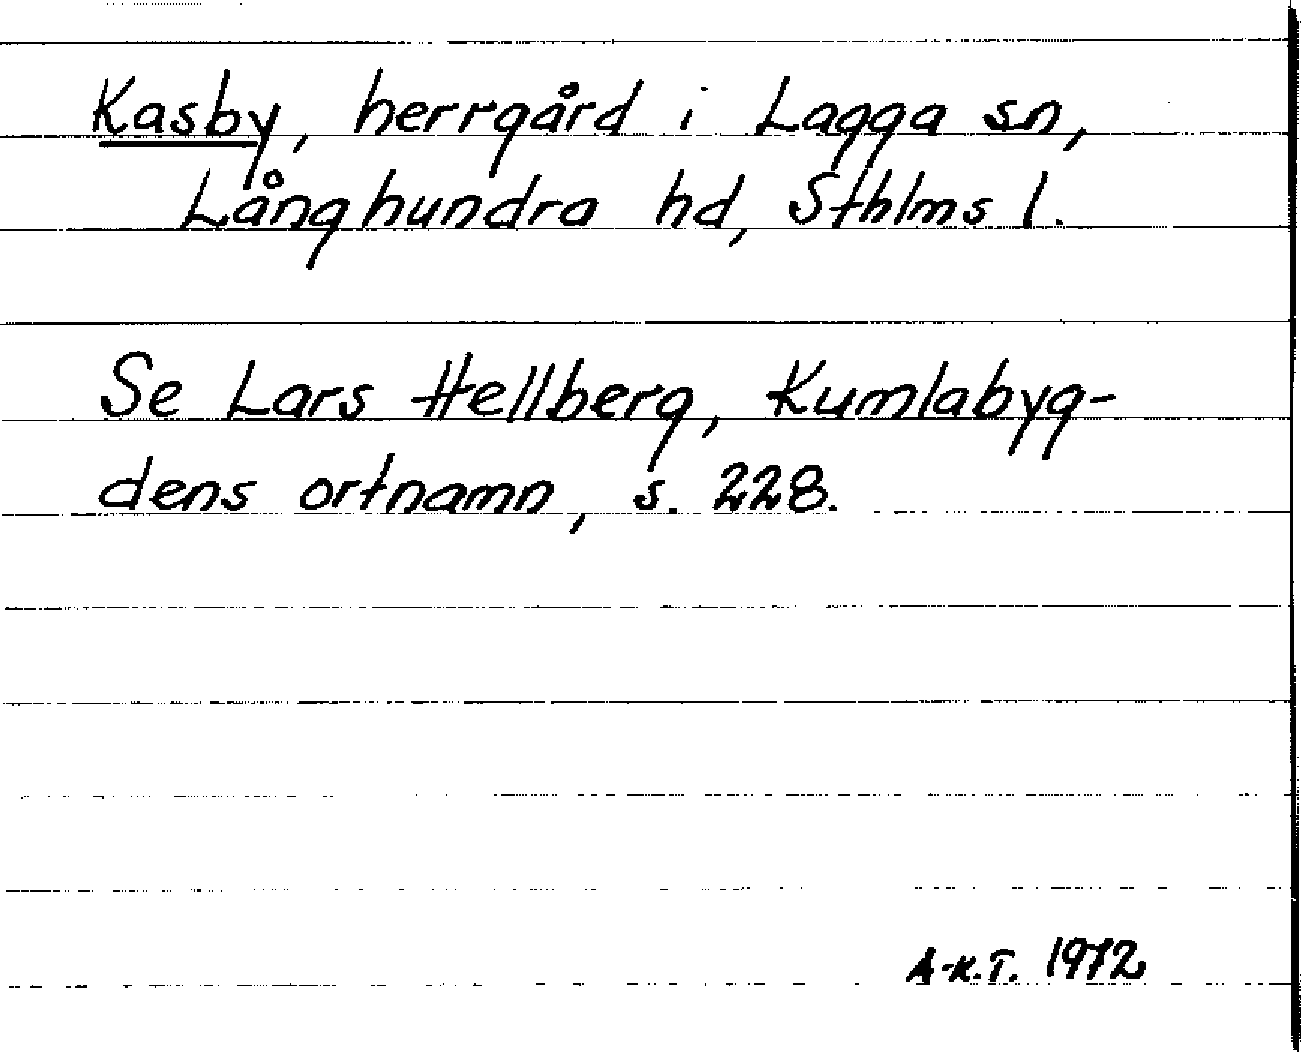 Kasby, herrgård i Lagga sn,
Långhundra hd, Sthlms l.
Se Lars Hellberg, Kumlabyg-
dens ortnamn, s. 228.
A-K.T. 1972